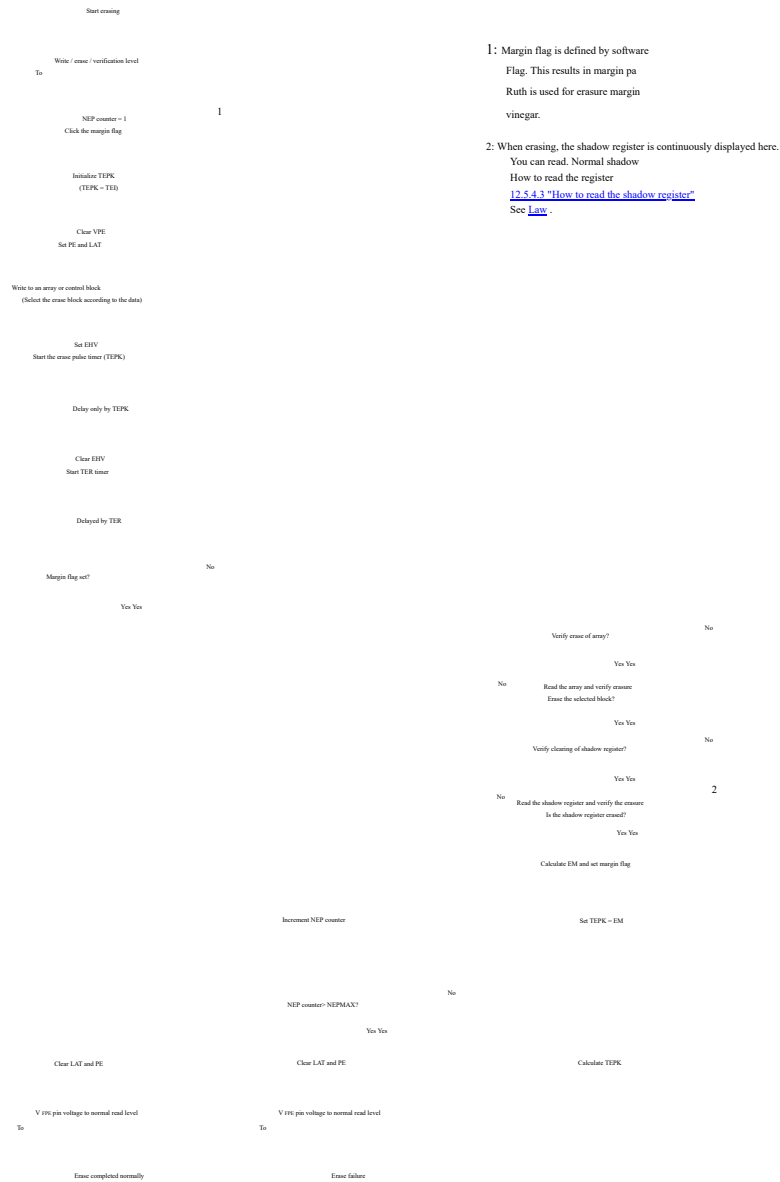 Start erasing
Write / erase / verification level
To
NEP counter = 1
Click the margin flag
1
Initialize TEPK
(TEPK = TEI)
Clear VPE
Set PE and LAT
Write to an array or control block
(Select the erase block according to the data)
Set EHV
Start the erase pulse timer (TEPK)
Delay only by TEPK
Clear EHV
Start TER timer
Delayed by TER
No
Margin flag set?
Yes Yes
1: Margin flag is defined by software
Flag. This results in margin pa
Ruth is used for erasure margin
vinegar.
2: When erasing, the shadow register is continuously displayed here.
You can read. Normal shadow
How to read the register
12.5.4.3 "How to read the shadow register"
See Law .
No
Verify erase of array?
Yes Yes
No
Read the array and verify erasure
Erase the selected block?
Yes Yes
No
Verify clearing of shadow register?
Yes Yes
2
No
Read the shadow register and verify the erasure
Is the shadow register erased?
Yes Yes
Calculate EM and set margin flag
Increment NEP counter
Set TEPK = EM
No
NEP counter> NEPMAX?
Yes Yes
Clear LAT and PE
Clear LAT and PE
Calculate TEPK
V FPE pin voltage to normal read level
To
V FPE pin voltage to normal read level
To
Erase completed normally
Erase failure